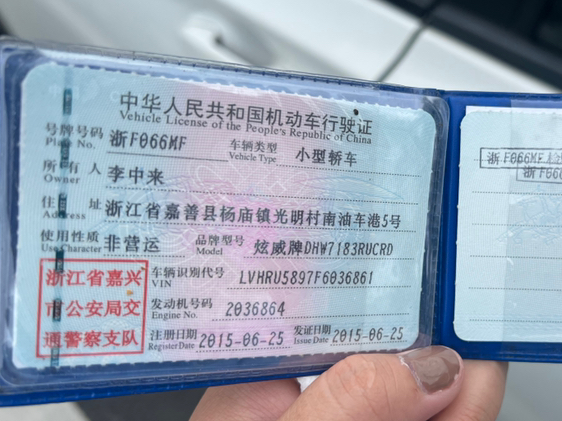 中华人民共和国机动车行驶证
Vehicle License of the People's Republic of China
号牌号码 浙F066MF 车辆类型 小型轿车
Plate No. Vehicle Type
所有人 李中来
Owner
住址 浙江省嘉善县杨庙镇光明村南油车港5号
Address
使用性质 非营运 品牌型号 炫威牌DHW7183RUCRD
Use Character Model
浙江省嘉兴
市公安局交
通警察支队
车辆识别代号 LVHRU5897F6036861
VIN
发动机号码 2036864
Engine No.
注册日期 2015-06-25 发证日期 2015-06-25
Register Date Issue Date
浙F066MF
浙F06